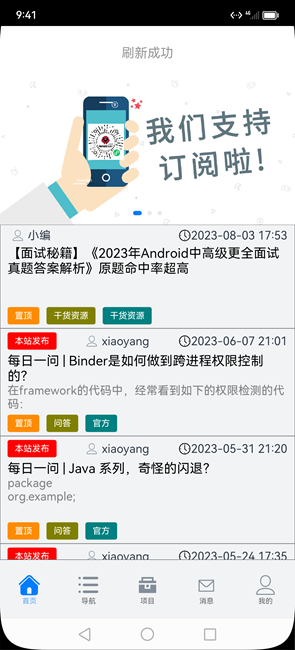 9:41
刷新成功
我们支持
订阅啦!
小编
2023-08-03 17:53
【面试秘籍】《2023年Android中高级更全面试
真题答案解析》原题命中率超高
置顶 干货资源 干货资源
本站发布 xiaoyang 2023-06-07 21:01
每日一问 | Binder是如何做到跨进程权限控制
的？
在framework的代码中，经常看到如下的权限检测的代
码：
置顶 问答 官方
本站发布 xiaoyang 2023-05-31 21:20
每日一问 | Java 系列，奇怪的闪退？
package
org.example;
置顶 问答 官方
本站发布 xiaoyang 2023-05-24 17:35
首页 导航 项目 消息 我的